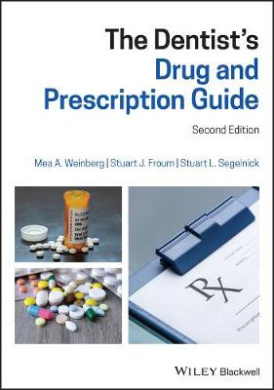 The Dentist's
Drug and
Prescription Guide
Second Edition
Mea A. Weinberg | Stuart J. Froum | Stuart L. Segelnick
Rx
WILEY Blackwell